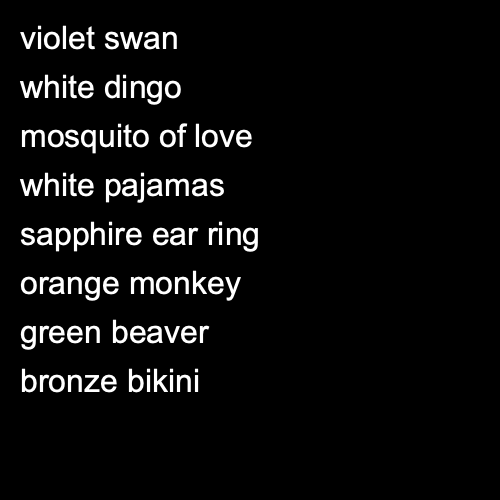 violet swan
white dingo
mosquito of love
white pajamas
sapphire ear ring
orange monkey
green beaver
bronze bikini